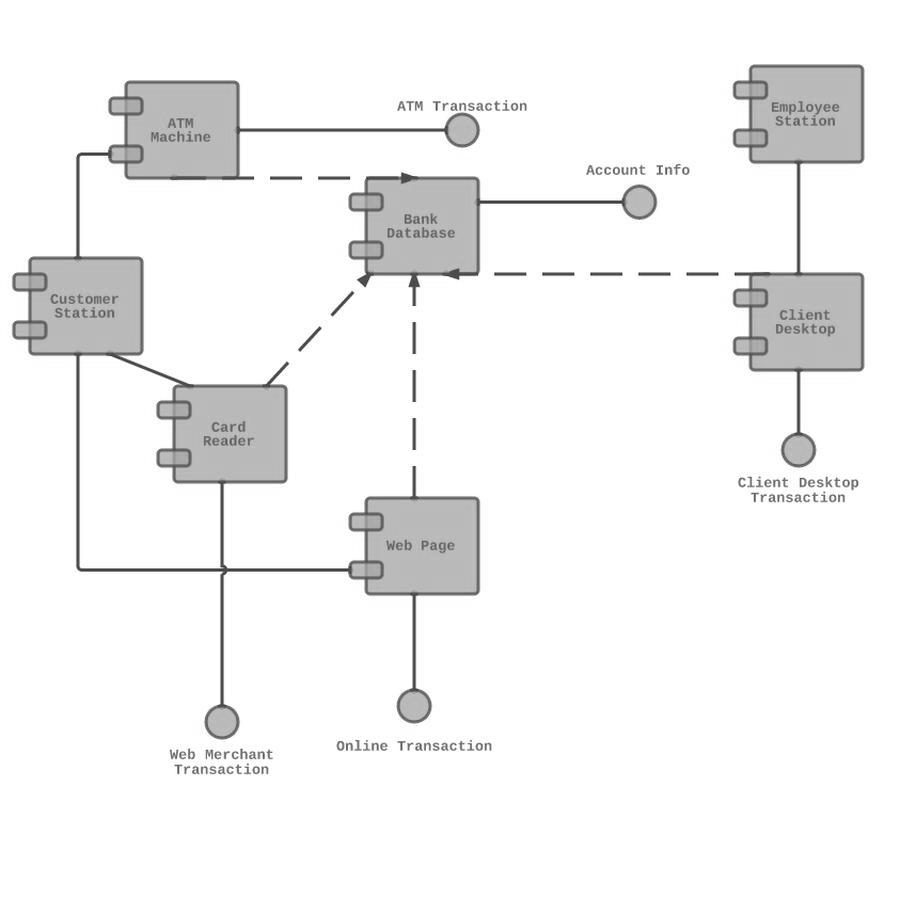 ATM Transaction
Employee
Station
ATM
Machine
Account Info
Bank
Database
Customer
Station
Client
Desktop
Card
Reader
Client Desktop
Transaction
Web Page
Online Transaction
Web Merchant
Transaction